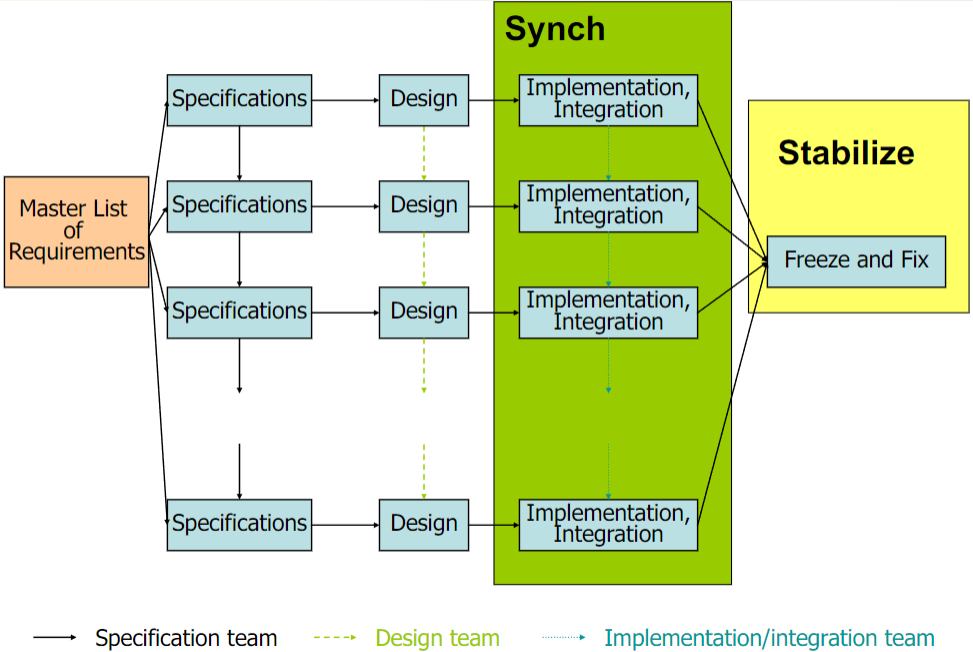 Synch
Specifications
Design
Implementation,
Integration
Stabilize
Master List
of
Requirements
Specifications
Design
Implementation,
Integration
Freeze and Fix
Specifications
Design
Implementation,
Integration
Specifications
Design
Implementation,
Integration
Specification team
Design team
Implementation/integration team